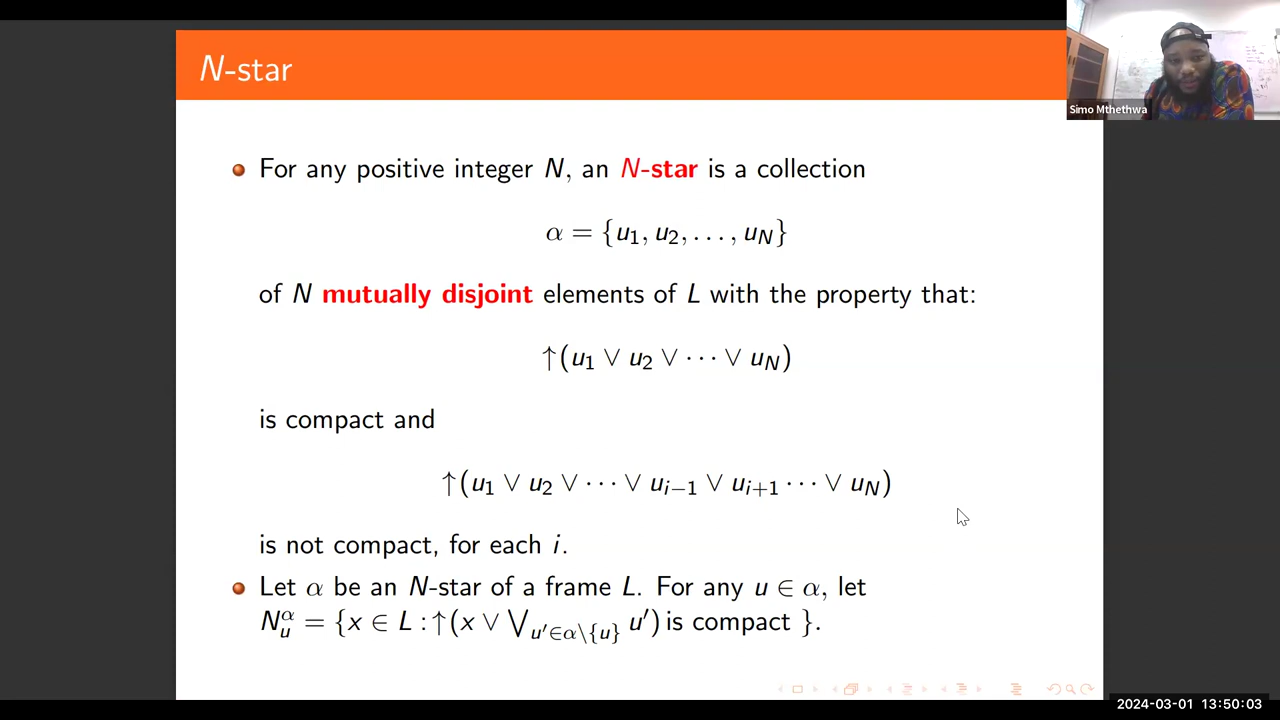 N-star
Simo Mthethwa
For any positive integer N, an N-star is a collection
α = {u₁, u₂, . . . , u_N}
of N mutually disjoint elements of L with the property that:
↑(u₁ ∨ u₂ ∨ · · · ∨ u_N)
is compact and
↑(u₁ ∨ u₂ ∨ · · · ∨ u_{i−1} ∨ u_{i+1} · · · ∨ u_N)
is not compact, for each i.
Let α be an N-star of a frame L. For any u ∈ α, let
N_u^α = {x ∈ L : ↑(x ∨ ⋁_{u′∈α\{u}} u′) is compact }.
2024-03-01 13:50:03